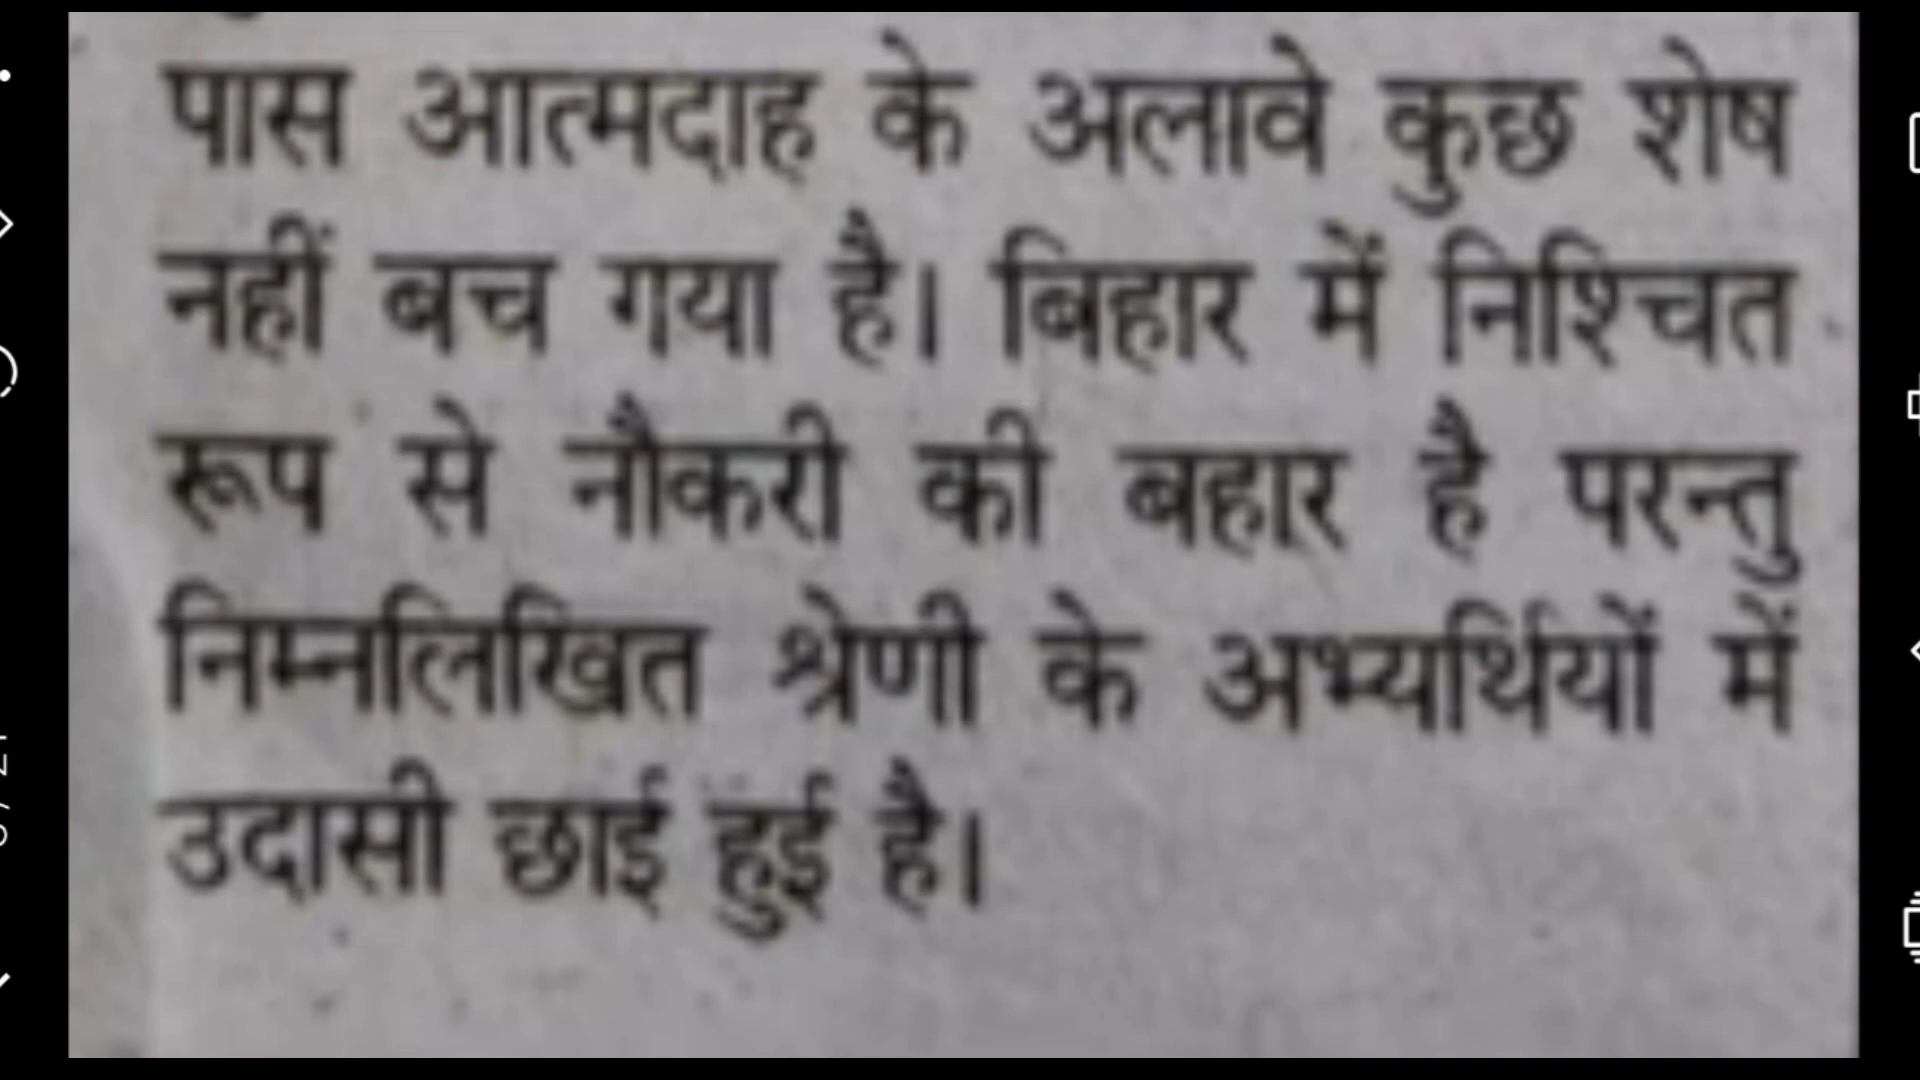 पास आत्मदाह के अलावे कुछ शेष
नहीं बच गया है। बिहार में निश्चित
रूप से नौकरी की बहार है परन्तु
निम्नलिखित श्रेणी के अभ्यर्थियों में
उदासी छाई हुई है।